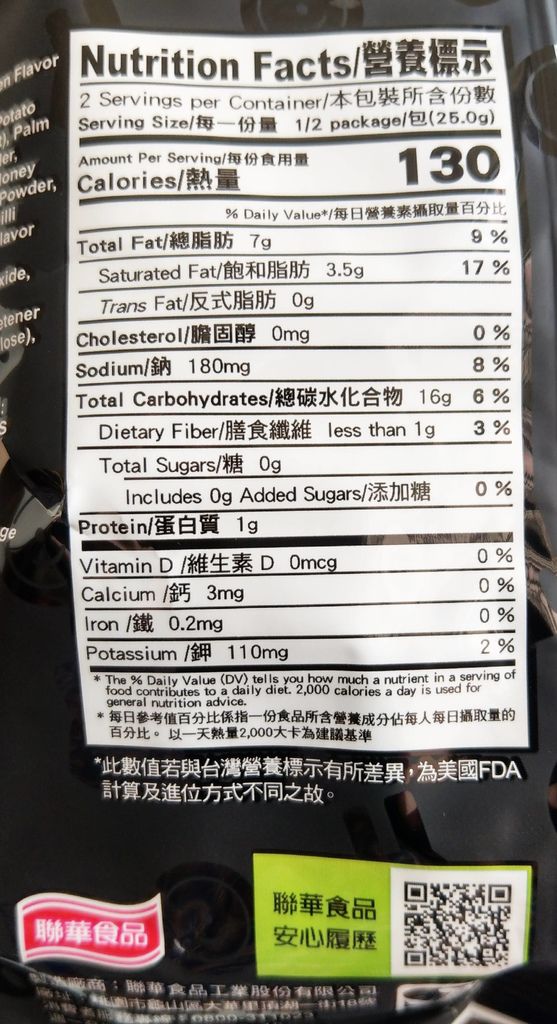 Nutrition Facts/營養標示
2 Servings per Container/本包裝所含份數
Serving Size/每一份量 1/2 package/包(25.0g)
Amount Per Serving/每份食用量
Calories/熱量 130
% Daily Value*/每日營養素攝取量百分比
Total Fat/總脂肪 7g 9 %
Saturated Fat/飽和脂肪 3.5g 17 %
Trans Fat/反式脂肪 0g
Cholesterol/膽固醇 0mg 0 %
Sodium/鈉 180mg 8 %
Total Carbohydrates/總碳水化合物 16g 6 %
Dietary Fiber/膳食纖維 less than 1g 3 %
Total Sugars/糖 0g
Includes 0g Added Sugars/添加糖 0 %
Protein/蛋白質 1g
Vitamin D /維生素 D 0mcg 0 %
Calcium /鈣 3mg 0 %
Iron /鐵 0.2mg 0 %
Potassium /鉀 110mg 2 %
* The % Daily Value (DV) tells you how much a nutrient in a serving of
food contributes to a daily diet. 2,000 calories a day is used for
general nutrition advice.
* 每日參考值百分比係指一份食品所含營養成分佔每人每日攝取量的
百分比。 以一天熱量2,000大卡為建議基準
*此數值若與台灣營養標示有所差異，為美國FDA
計算及進位方式不同之故。
Flavor
Palm
Powder,
聯華食品
聯華食品
安心履歷
廠商：聯華食品工業股份有限公司